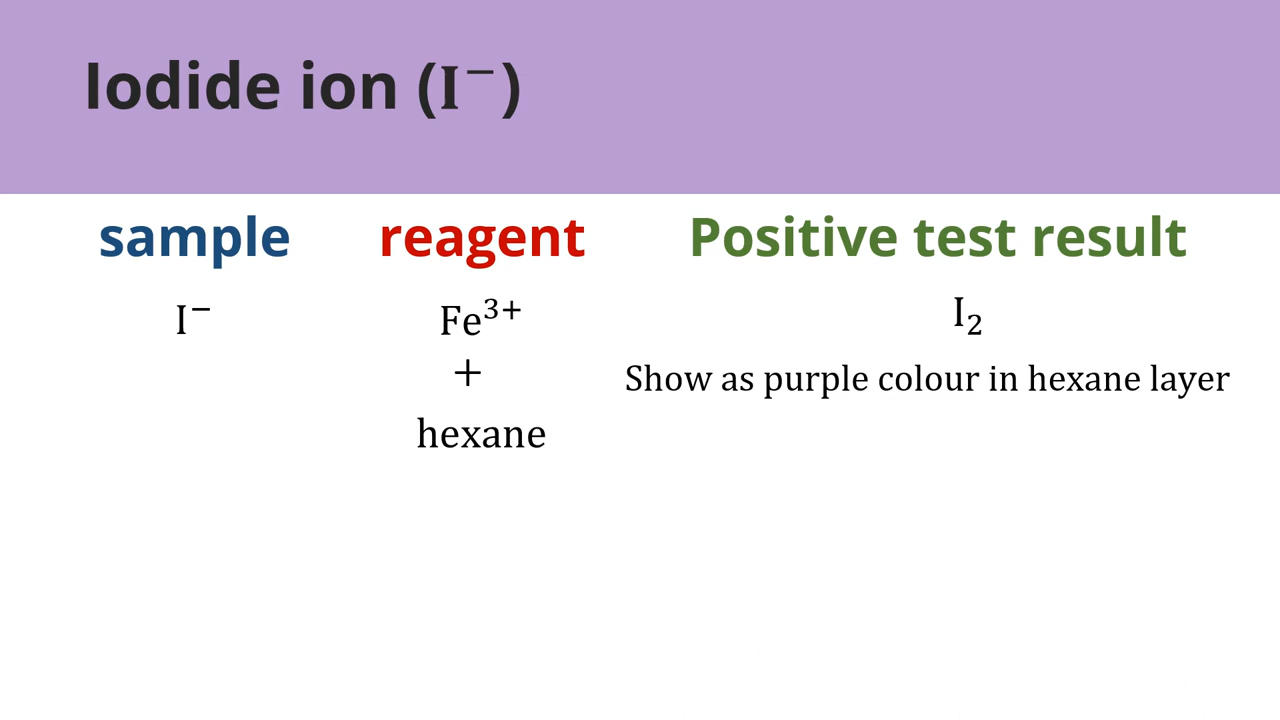 Iodide ion (I⁻)
sample reagent Positive test result
I⁻ Fe³⁺ I₂
+
Show as purple colour in hexane layer
hexane